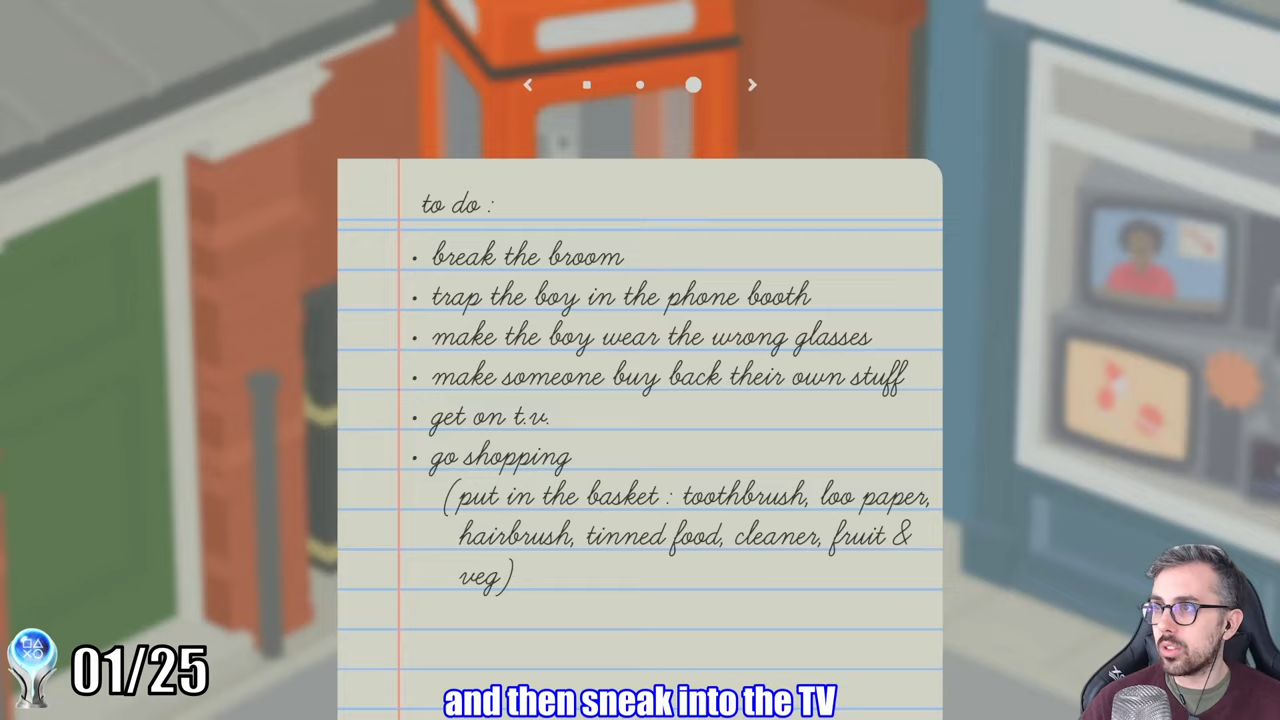 to do :
• break the broom
• trap the boy in the phone booth
• make the boy wear the wrong glasses
• make someone buy back their own stuff
• get on t.v.
• go shopping
(put in the basket : toothbrush, loo paper,
hairbrush, tinned food, cleaner, fruit &
veg)
01/25
and then sneak into the TV